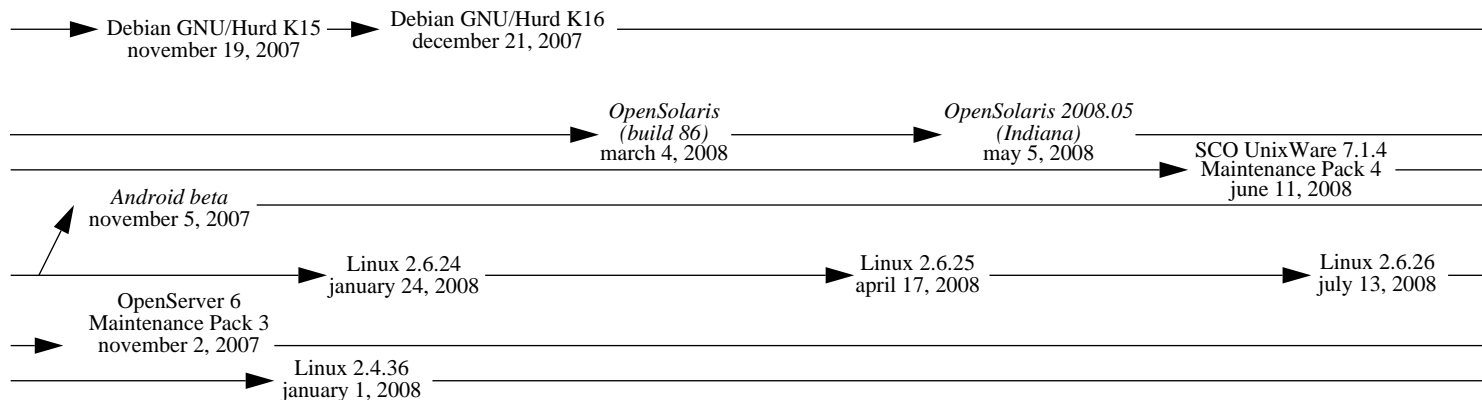 Debian GNU/Hurd K15
november 19, 2007
Debian GNU/Hurd K16
december 21, 2007
OpenSolaris
(build 86)
march 4, 2008
OpenSolaris 2008.05
(Indiana)
may 5, 2008
SCO UnixWare 7.1.4
Maintenance Pack 4
june 11, 2008
Android beta
november 5, 2007
Linux 2.6.24
january 24, 2008
Linux 2.6.25
april 17, 2008
Linux 2.6.26
july 13, 2008
OpenServer 6
Maintenance Pack 3
november 2, 2007
Linux 2.4.36
january 1, 2008